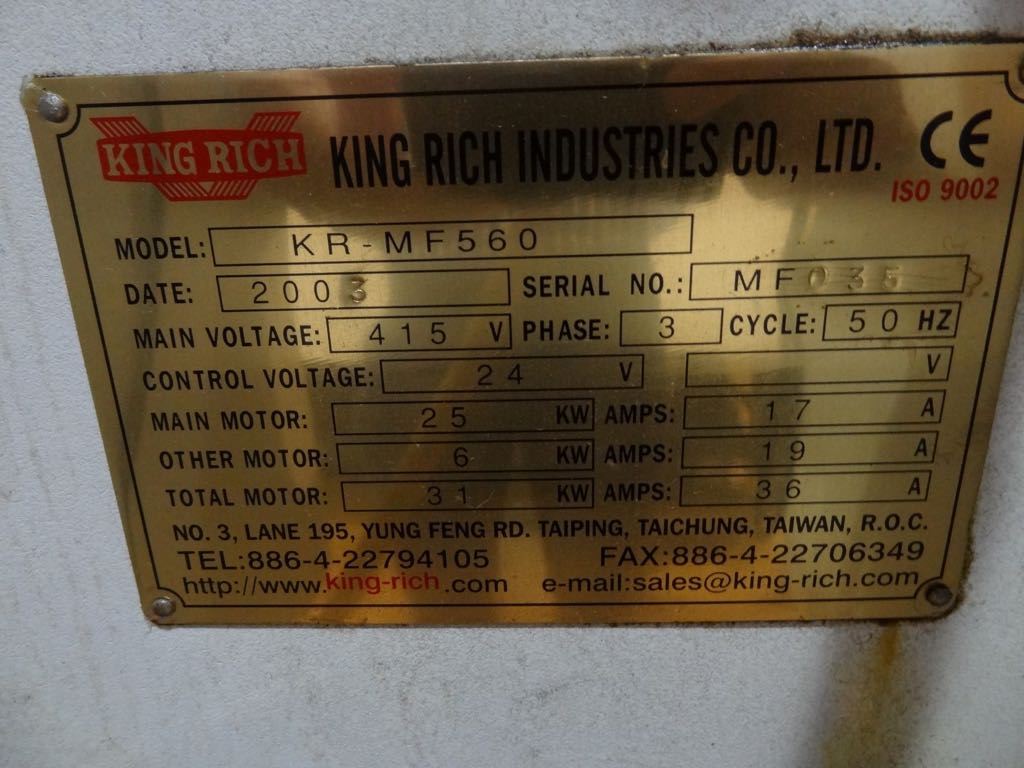 KING RICH KING RICH INDUSTRIES CO., LTD. CE
ISO 9002
MODEL: KR-MF560
DATE: 2003 SERIAL NO.: MF035
MAIN VOLTAGE: 415 V PHASE: 3 CYCLE: 50 HZ
CONTROL VOLTAGE: 24 V V
MAIN MOTOR: 25 KW AMPS: 17 A
OTHER MOTOR: 6 KW AMPS: 19 A
TOTAL MOTOR: 31 KW AMPS: 36 A
NO. 3, LANE 195, YUNG FENG RD. TAIPING, TAICHUNG, TAIWAN, R.O.C.
TEL:886-4-22794105 FAX:886-4-22706349
http://www.king-rich.com e-mail:sales@king-rich.com